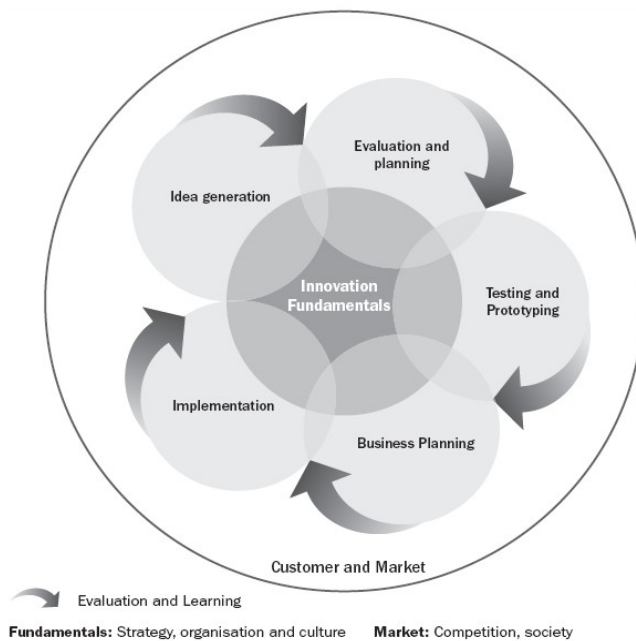 Evaluation and
planning
Idea generation
Innovation
Fundamentals
Testing and
Prototyping
Implementation
Business Planning
Customer and Market
Evaluation and Learning
Fundamentals: Strategy, organisation and culture Market: Competition, society